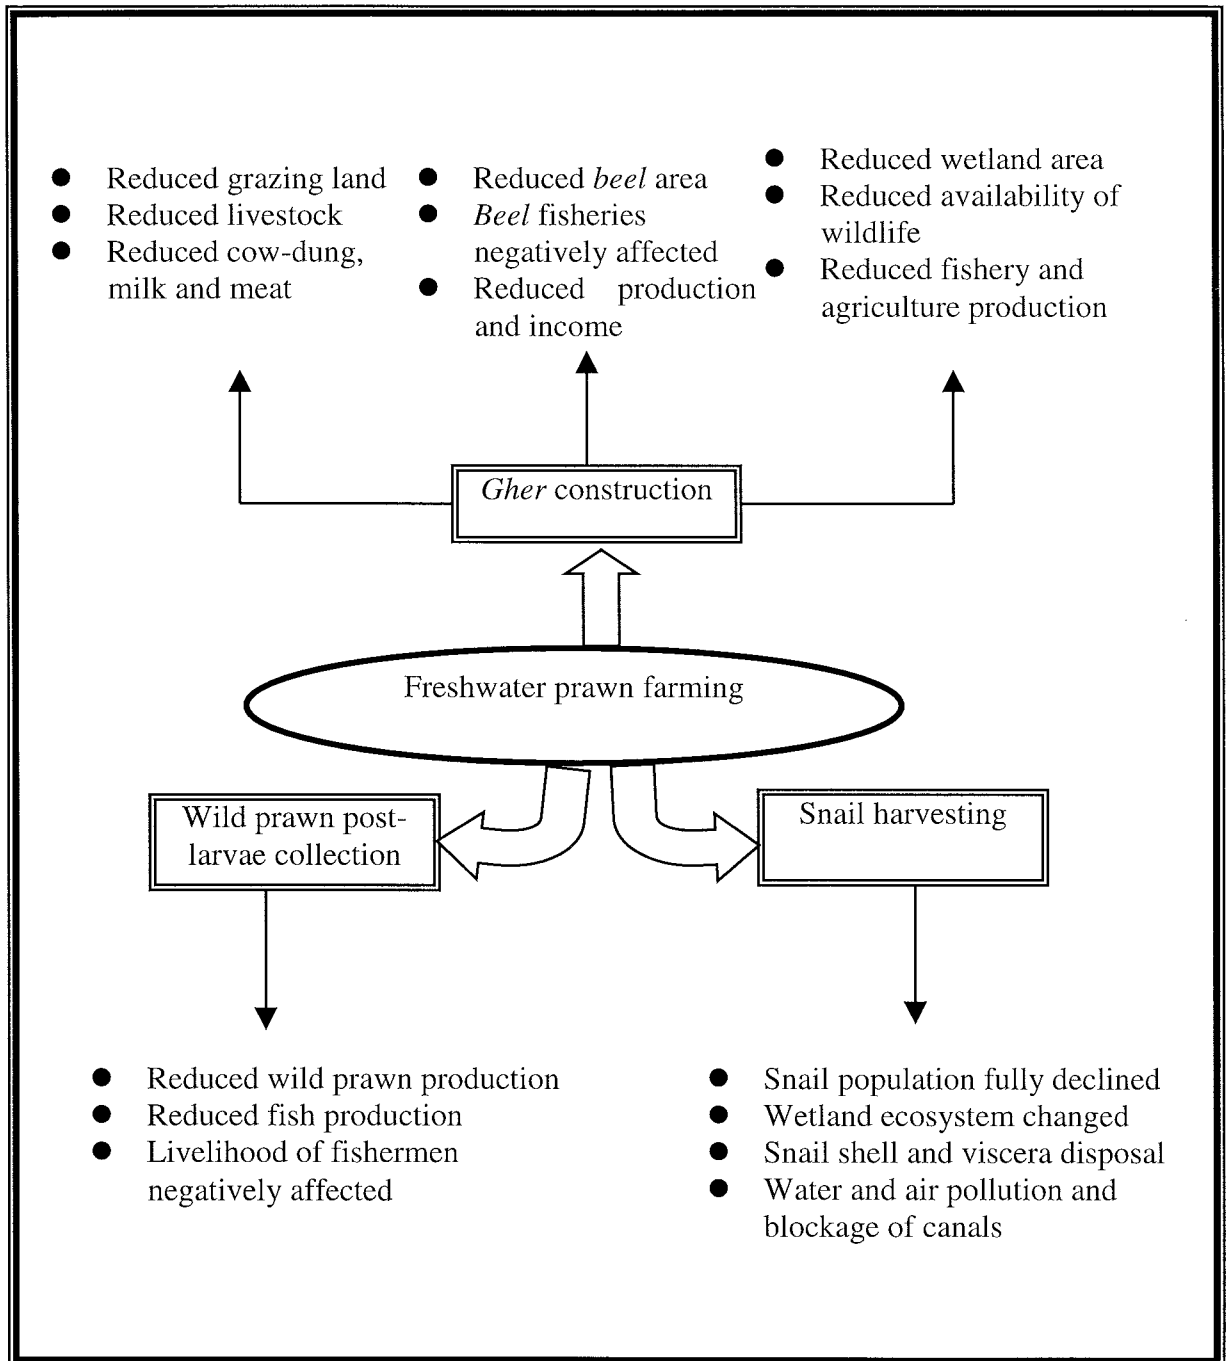 ● Reduced grazing land
● Reduced livestock
● Reduced cow-dung,
milk and meat
● Reduced beel area
● Beel fisheries
negatively affected
● Reduced production
and income
● Reduced wetland area
● Reduced availability of
wildlife
● Reduced fishery and
agriculture production
Gher construction
Freshwater prawn farming
Wild prawn post-
larvae collection
Snail harvesting
● Reduced wild prawn production
● Reduced fish production
● Livelihood of fishermen
negatively affected
● Snail population fully declined
● Wetland ecosystem changed
● Snail shell and viscera disposal
● Water and air pollution and
blockage of canals